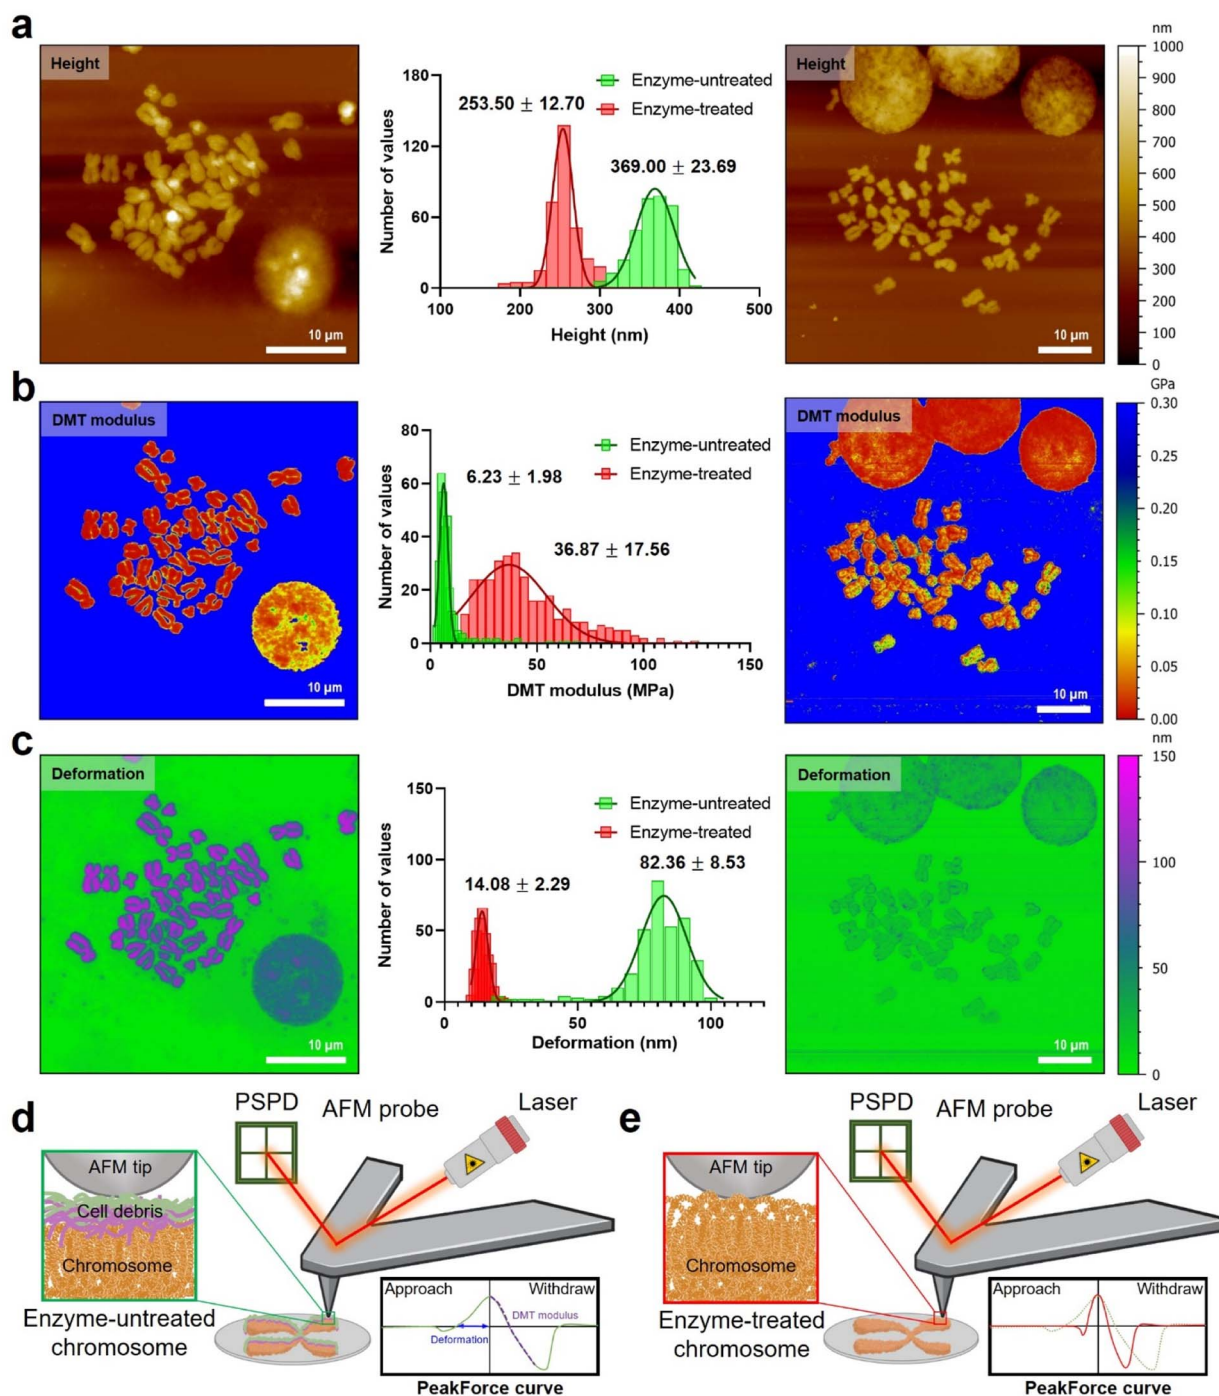 a
Height
180
120
60
0
Number of values
Enzyme-untreated
Enzyme-treated
253.50 ± 12.70
369.00 ± 23.69
100
200
300
400
500
Height (nm)
10 µm
Height
10 µm
nm
1000
900
800
700
600
500
400
300
200
100
0
b
DMT modulus
10 µm
80
60
40
20
0
Number of values
Enzyme-untreated
Enzyme-treated
6.23 ± 1.98
36.87 ± 17.56
0
50
100
150
DMT modulus (MPa)
DMT modulus
10 µm
GPa
0.30
0.25
0.20
0.15
0.10
0.05
0.00
c
Deformation
10 µm
150
100
50
0
Number of values
Enzyme-untreated
Enzyme-treated
14.08 ± 2.29
82.36 ± 8.53
0
50
100
Deformation (nm)
Deformation
10 µm
nm
150
100
50
0
d
PSPD
AFM probe
Laser
AFM tip
Cell debris
Chromosome
Enzyme-untreated
chromosome
Approach
Withdraw
DMT modulus
Deformation
PeakForce curve
e
PSPD
AFM probe
Laser
AFM tip
Chromosome
Enzyme-treated
chromosome
Approach
Withdraw
PeakForce curve